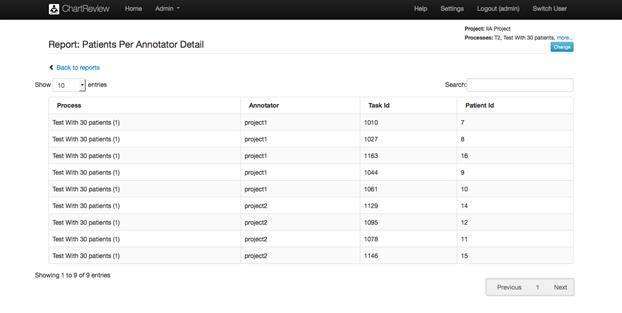 ChartReview Home Admin Help Settings Logout (admin) Switch User
Project: IIA Project
Processes: T2, Test With 30 patients, more...
Report: Patients Per Annotator Detail
Change
Back to reports
Show 10 entries Search:
Process Annotator Task Id Patient Id
Test With 30 patients (1) project1 1010 7
Test With 30 patients (1) project1 1027 8
Test With 30 patients (1) project1 1163 16
Test With 30 patients (1) project1 1044 9
Test With 30 patients (1) project1 1061 10
Test With 30 patients (1) project2 1129 14
Test With 30 patients (1) project2 1095 12
Test With 30 patients (1) project2 1078 11
Test With 30 patients (1) project2 1146 15
Showing 1 to 9 of 9 entries
Previous 1 Next